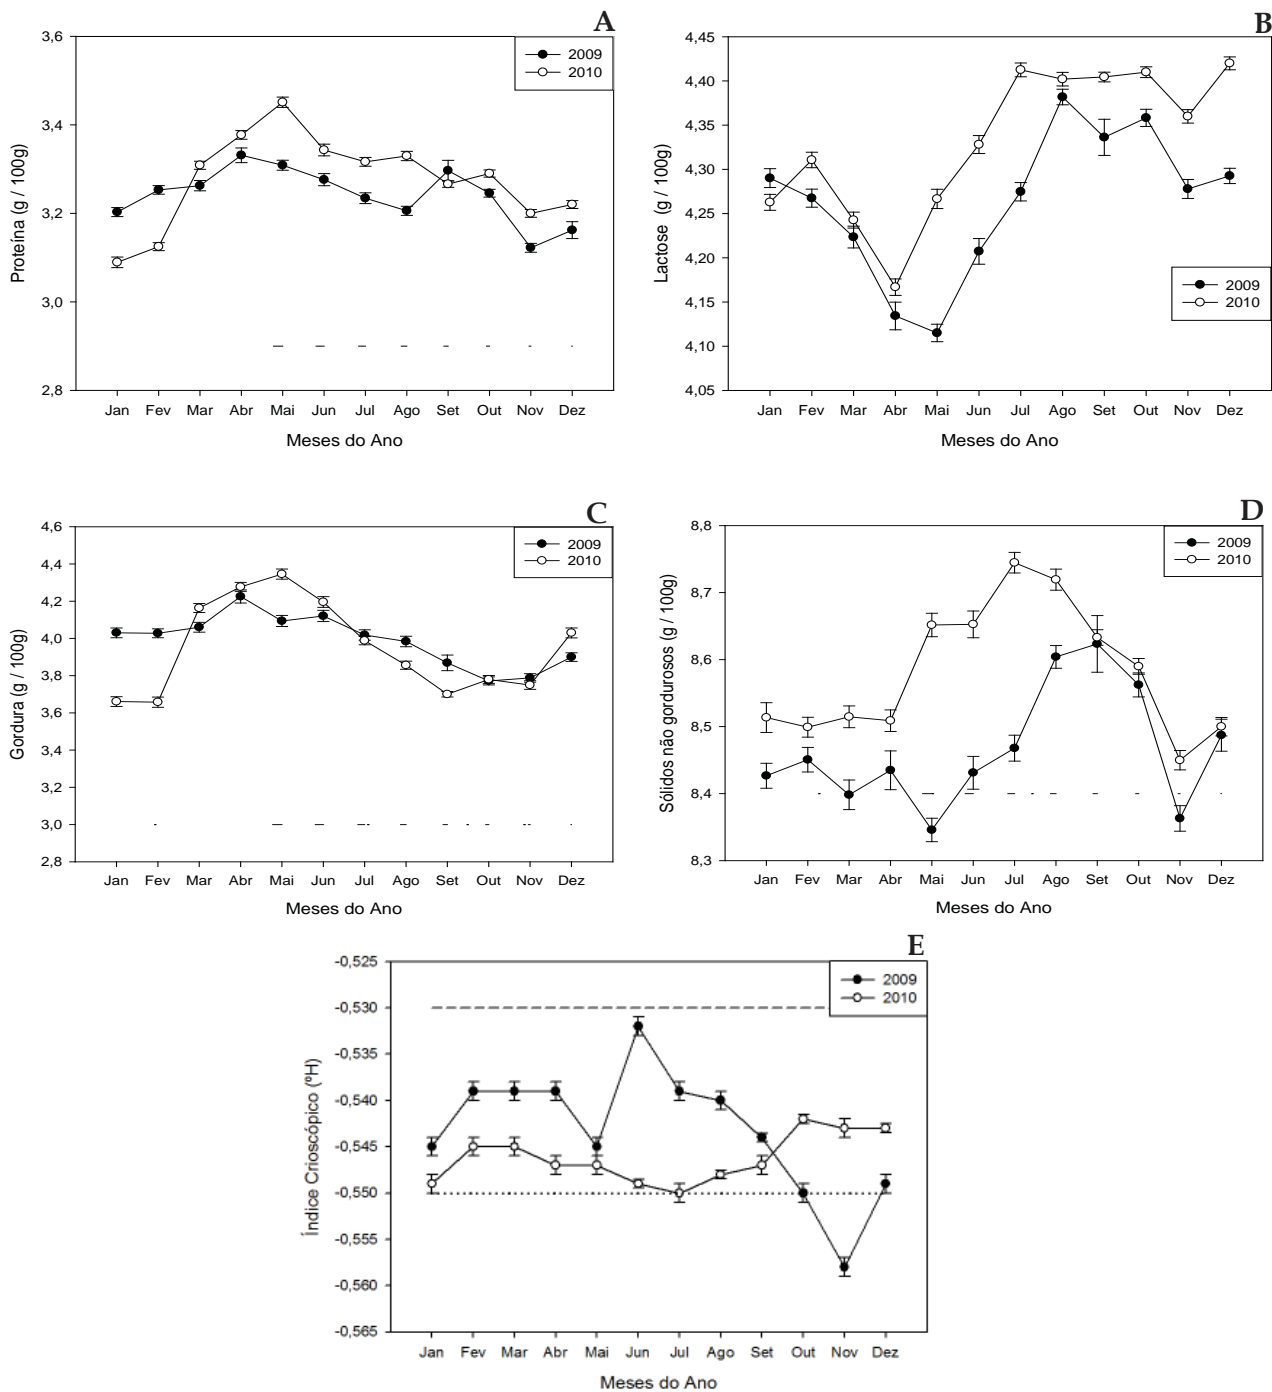 A
3,6
3,4
3,2
3,0
2,8
Proteína (g / 100g)
2009
2010
Jan Fev Mar Abr Mai Jun Jul Ago Set Out Nov Dez
Meses do Ano
B
4,45
4,40
4,35
4,30
4,25
4,20
4,15
4,10
4,05
Lactose (g / 100g)
2009
2010
Jan Fev Mar Abr Mai Jun Jul Ago Set Out Nov Dez
Meses do Ano
C
4,6
4,4
4,2
4,0
3,8
3,6
3,4
3,2
3,0
2,8
Gordura (g / 100g)
2009
2010
Jan Fev Mar Abr Mai Jun Jul Ago Set Out Nov Dez
Meses do Ano
D
8,8
8,7
8,6
8,5
8,4
8,3
Sólidos não gordurosos (g / 100g)
2009
2010
Jan Fev Mar Abr Mai Jun Jul Ago Set Out Nov Dez
Meses do Ano
E
-0,525
-0,530
-0,535
-0,540
-0,545
-0,550
-0,555
-0,560
-0,565
Índice Crioscópico (ºH)
2009
2010
Jan Fev Mar Abr Mai Jun Jul Ago Set Out Nov Dez
Meses do Ano